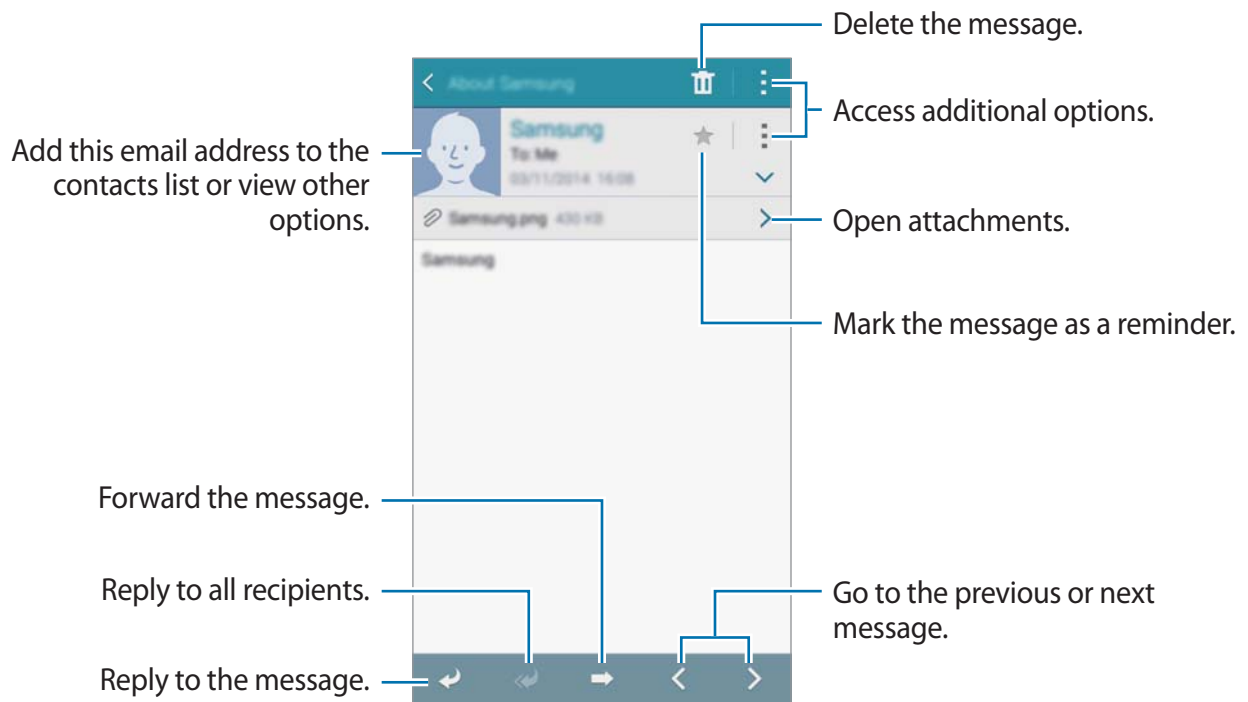 Delete the message.
About Samsung
Access additional options.
Samsung
To: Me
03/11/2014 16:08
Add this email address to the
contacts list or view other
options.
Samsung.png 430 KB
Open attachments.
Samsung
Mark the message as a reminder.
Forward the message.
Reply to all recipients.
Go to the previous or next
message.
Reply to the message.